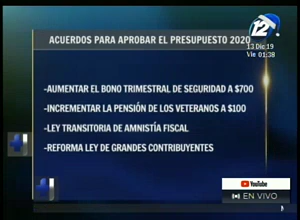 ACUERDOS PARA APROBAR EL PRESUPUESTO 2020
12
13 Dic 19
Vie 01:38
-AUMENTAR EL BONO TRIMESTRAL DE SEGURIDAD A $700
-INCREMENTAR LA PENSIÓN DE LOS VETERANOS A $100
-LEY TRANSITORIA DE AMNISTÍA FISCAL
-REFORMA LEY DE GRANDES CONTRIBUYENTES
YouTube
EN VIVO